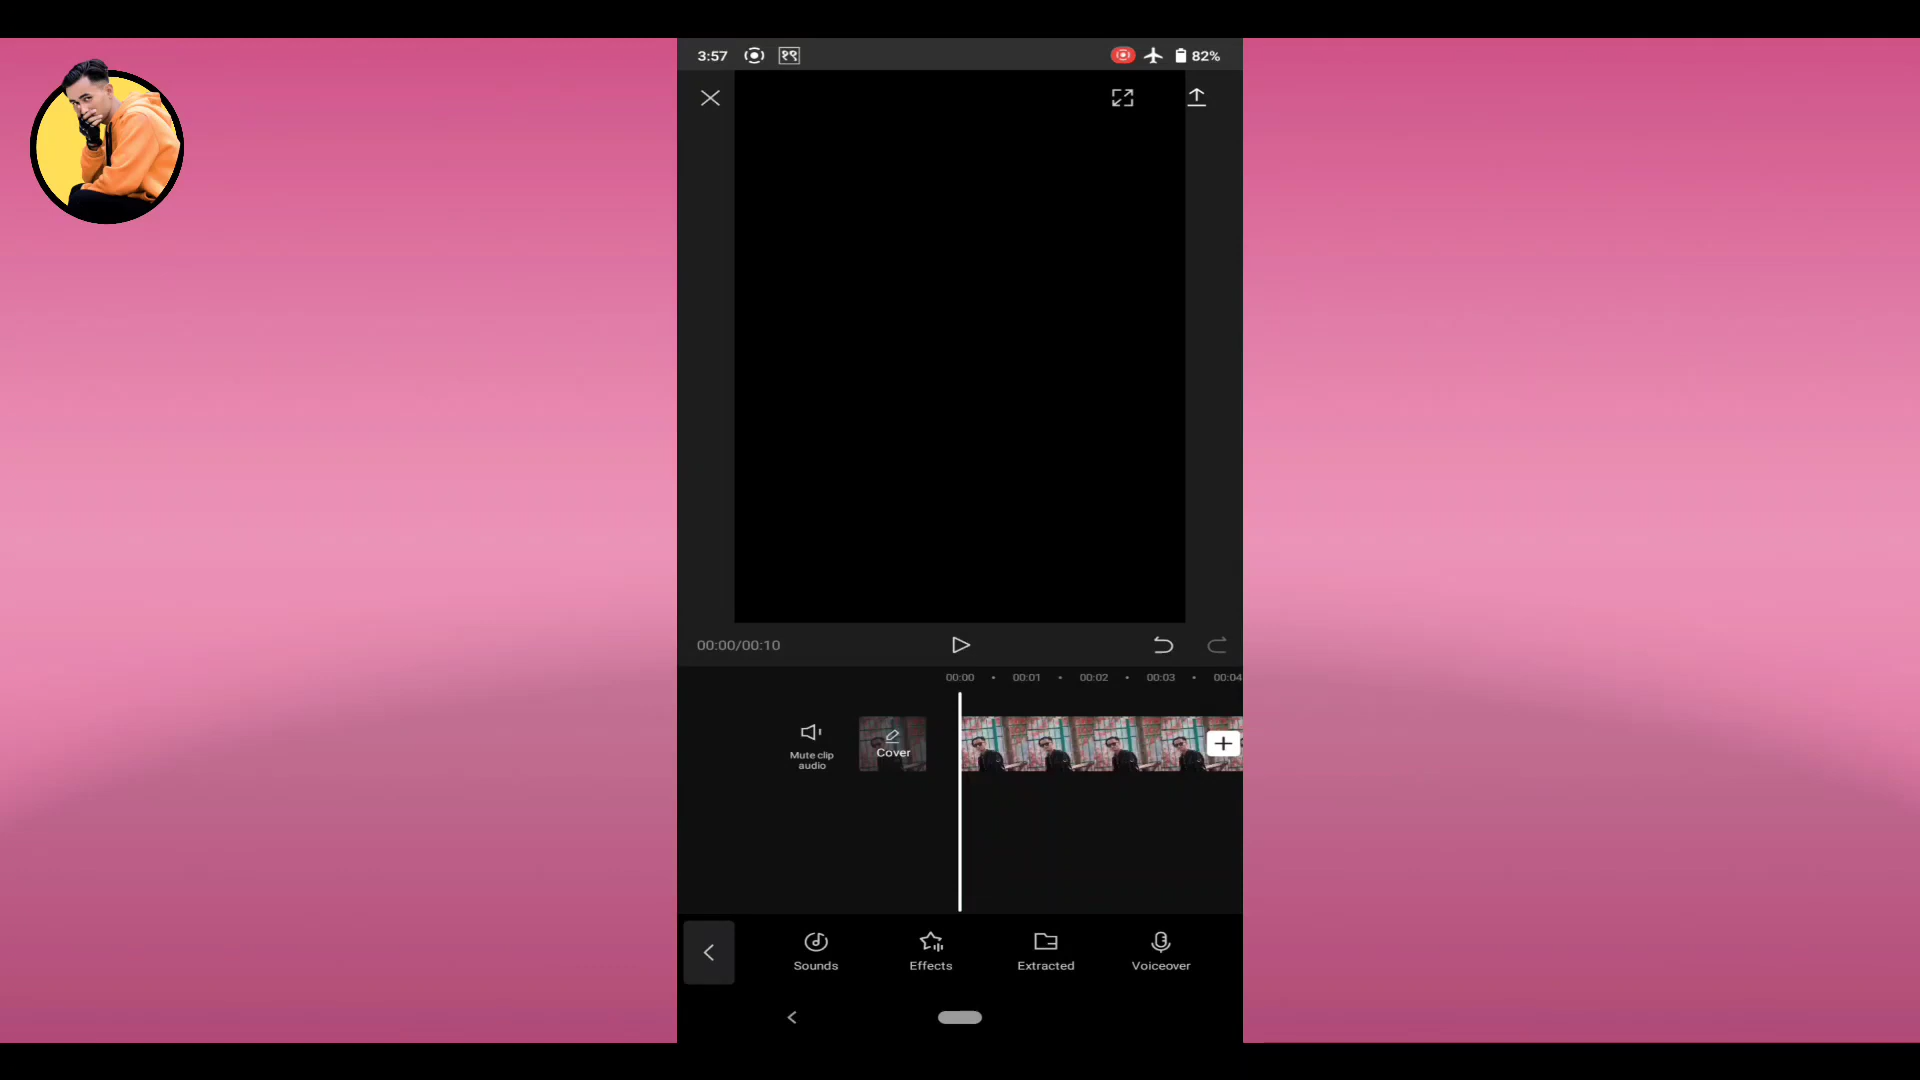 3:57 २९ 82%
00:00/00:10
00:00 00:01 00:02 00:03 00:04
Mute clip
audio
Cover
Sounds Effects Extracted Voiceover